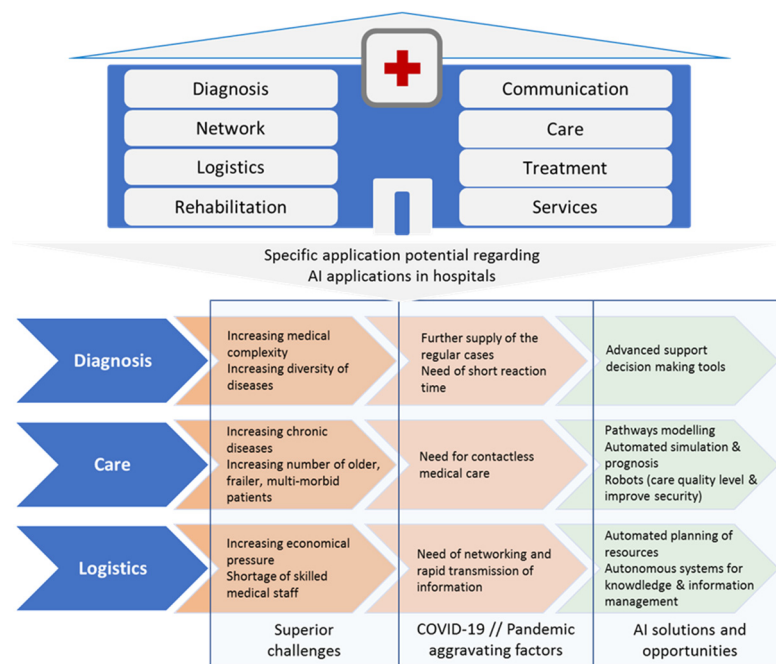 Diagnosis
Network
Logistics
Rehabilitation
Communication
Care
Treatment
Services
Specific application potential regarding
AI applications in hospitals
Diagnosis
Increasing medical
complexity
Increasing diversity of
diseases
Further supply of the
regular cases
Need of short reaction
time
Advanced support
decision making tools
Care
Increasing chronic
diseases
Increasing number of older,
frailer, multi-morbid
patients
Need for contactless
medical care
Pathways modelling
Automated simulation &
prognosis
Robots (care quality level &
improve security)
Logistics
Increasing economical
pressure
Shortage of skilled
medical staff
Need of networking and
rapid transmission of
information
Automated planning of
resources
Autonomous systems for
knowldedge & information
management
Superior
challenges
COVID-19 // Pandemic
aggravating factors
AI solutions and
opportunities